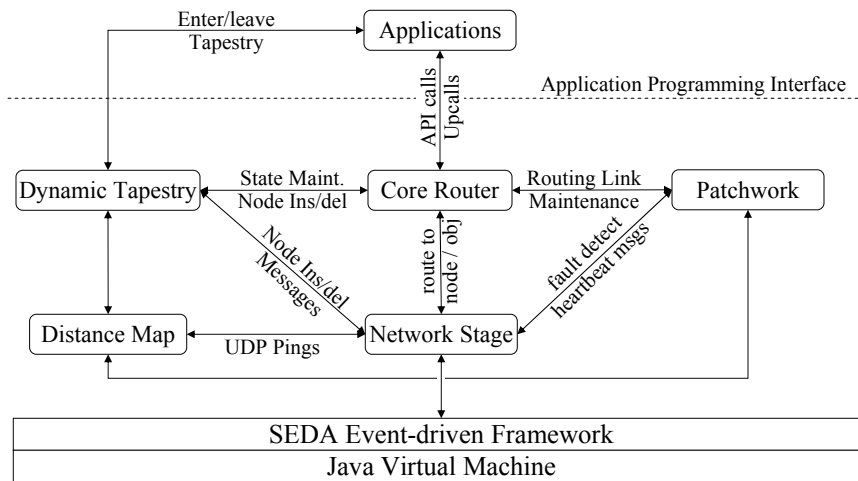 Enter/leave
Tapestry
Applications
API calls
Upcalls
Application Programming Interface
Dynamic Tapestry
State Maint.
Node Ins/del
Core Router
Routing Link
Maintenance
Patchwork
Node Ins/del
Messages
route to
node / obj
fault detect
heartbeat msgs
Distance Map
UDP Pings
Network Stage
SEDA Event-driven Framework
Java Virtual Machine